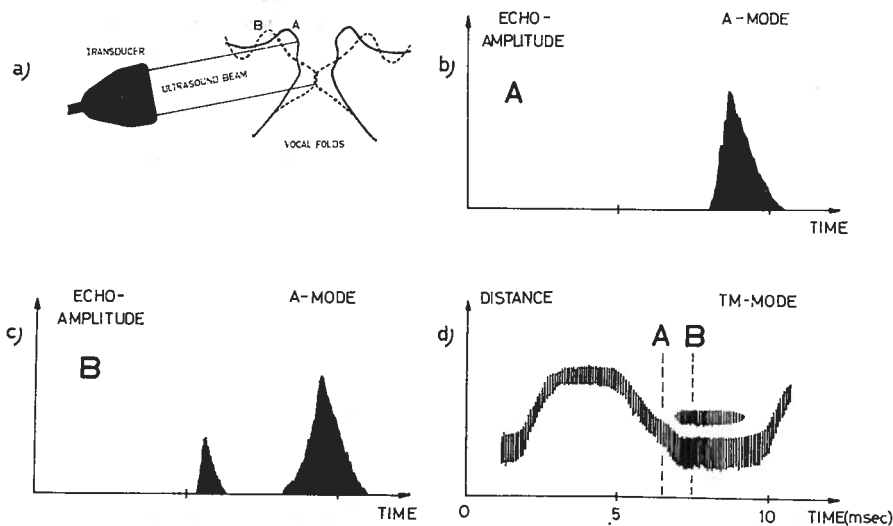 a)
B A
TRANSDUCER
ULTRASOUND BEAM
VOCAL FOLDS
b)
ECHO-
AMPLITUDE
A-MODE
A
TIME
c)
ECHO-
AMPLITUDE
A-MODE
B
TIME
d)
DISTANCE
TM-MODE
A B
0 5 10 TIME(msec)